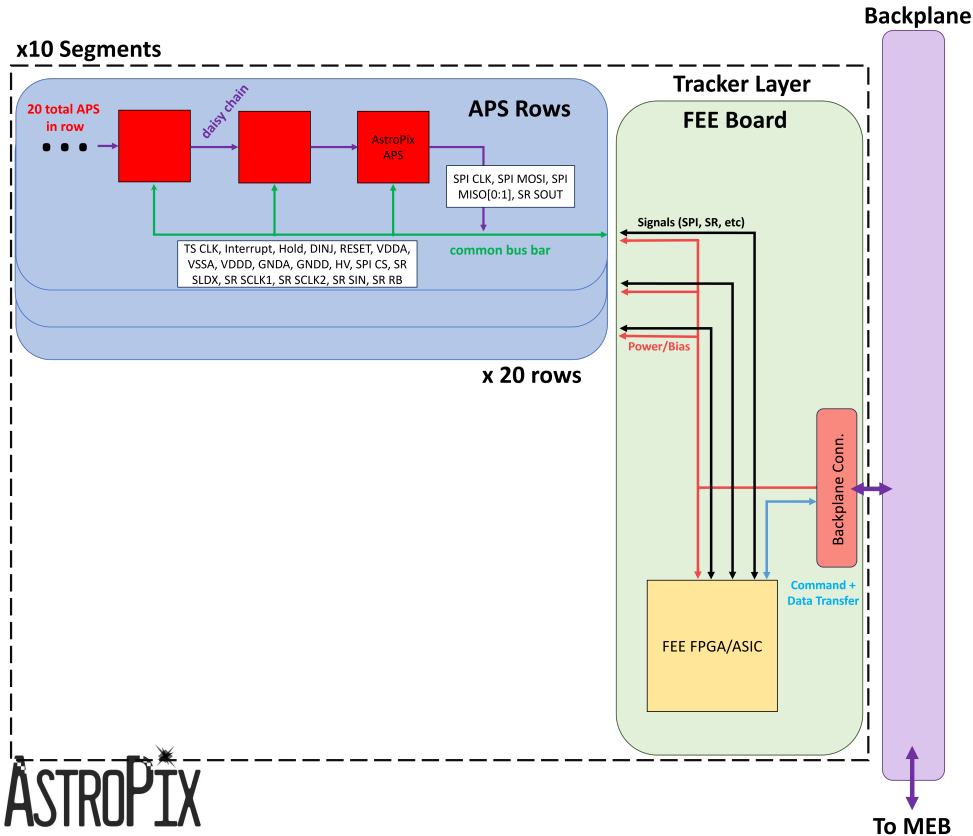 Backplane
x10 Segments
Tracker Layer
20 total APS
in row
daisy chain
APS Rows
FEE Board
AstroPix
APS
SPI CLK, SPI MOSI, SPI
MISO[0:1], SR SOUT
Signals (SPI, SR, etc)
TS CLK, Interrupt, Hold, DINJ, RESET, VDDA,
VSSA, VDDD, GNDA, GNDD, HV, SPI CS, SR
SLDX, SR SCLK1, SR SCLK2, SR SIN, SR RB
common bus bar
Power/Bias
x 20 rows
Backplane Conn.
Command +
Data Transfer
FEE FPGA/ASIC
ASTROPIX
To MEB